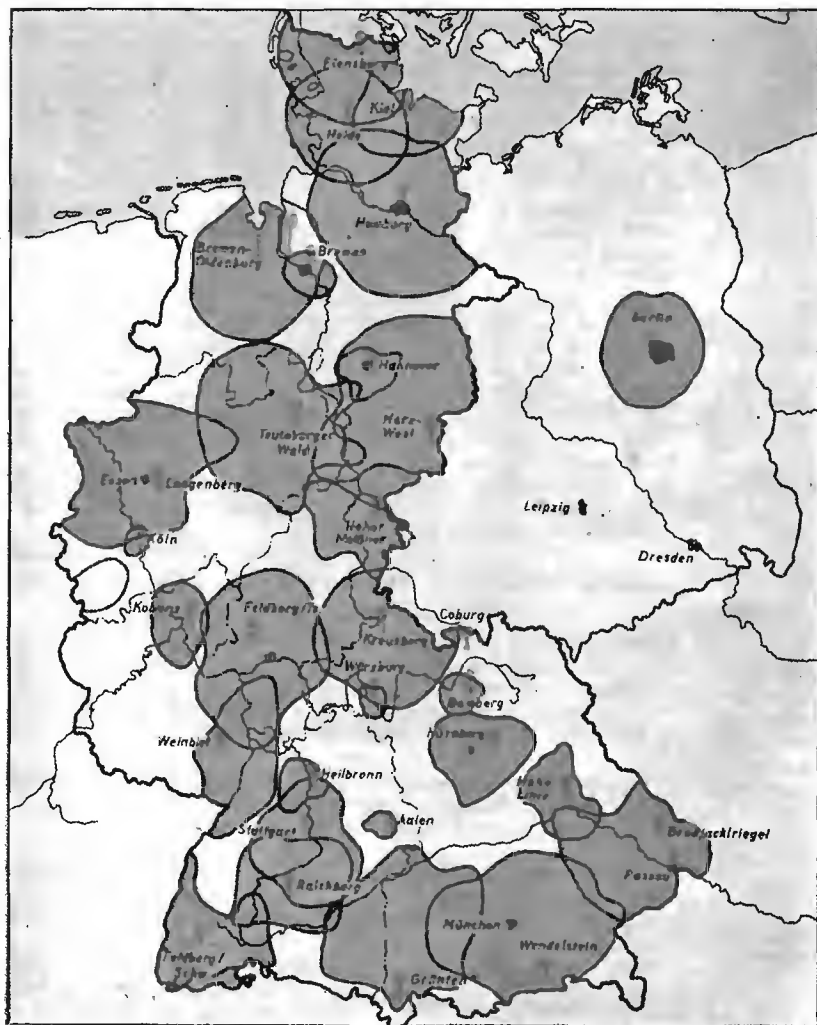 Flensburg
Kiel
Heide
Hamburg
Bremen-
Oldenburg
Bremen
Berlin
Hannover
Harz-
West
Teutoburger
Wald
Essen
Langenberg
Köln
Leipzig
Dresden
Hoher
Meißner
Koblenz
Feldberg/Ts.
Kreuzberg
Coburg
Würzburg
Bamberg
Weinbiet
Nürnberg
Heilbronn
Hohe
Linie
Aalen
Stuttgart
Brotjacklriegel
Passau
Raichberg
München
Wendelstein
Feldberg/
Schw.
Grünten